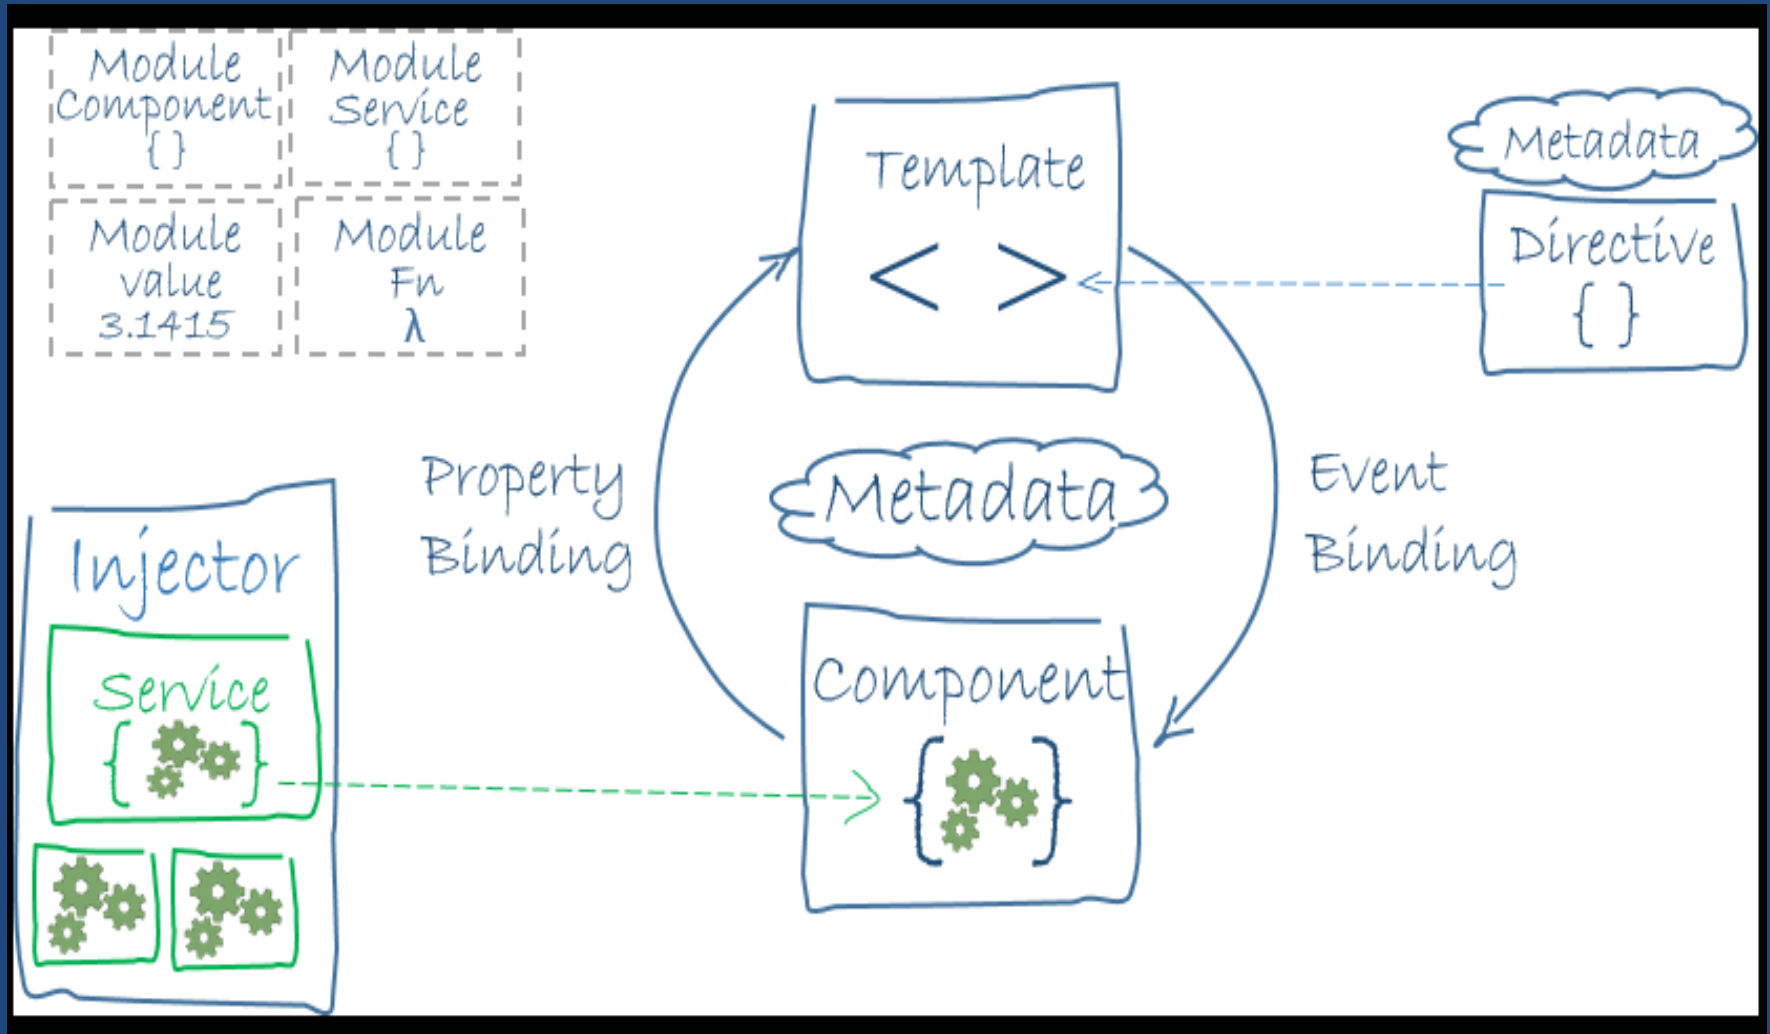 Module
Component
{ }
Module
Service
{ }
Module
value
3.1415
Module
Fn
λ
Template
< >
Metadata
Directive
{ }
Property
Binding
Metadata
Event
Binding
Injector
Service
{ }
Component
{ }